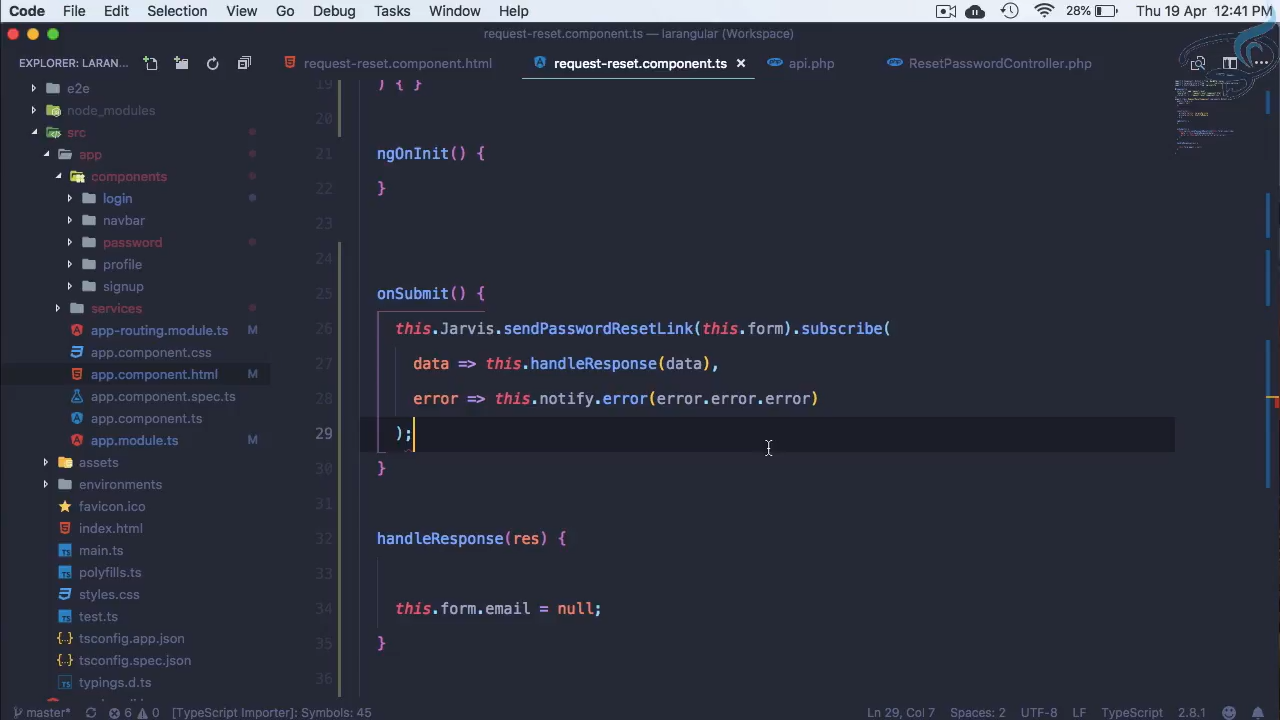 Code File Edit Selection View Go Debug Tasks Window Help 28% Thu 19 Apr 12:41 PM
request-reset.component.ts — larangular (Workspace)
EXPLORER: LARAN...
request-reset.component.html request-reset.component.ts api.php ResetPasswordController.php
e2e
node_modules
src
app
components
login
navbar
password
profile
signup
services
app-routing.module.ts M
app.component.css
app.component.html M
app.component.spec.ts
app.component.ts
app.module.ts M
assets
environments
favicon.ico
index.html
main.ts
polyfills.ts
styles.css
test.ts
tsconfig.app.json
tsconfig.spec.json
typings.d.ts
19 ) { }
20
21 ngOnInit() {
22 }
23
24
25 onSubmit() {
26 this.Jarvis.sendPasswordResetLink(this.form).subscribe(
27 data => this.handleResponse(data),
28 error => this.notify.error(error.error.error)
29 );
30 }
31
32 handleResponse(res) {
33
34 this.form.email = null;
35 }
36
master* 6 0 [TypeScript Importer]: Symbols: 45 Ln 29, Col 7 Spaces: 2 UTF-8 LF TypeScript 2.8.1